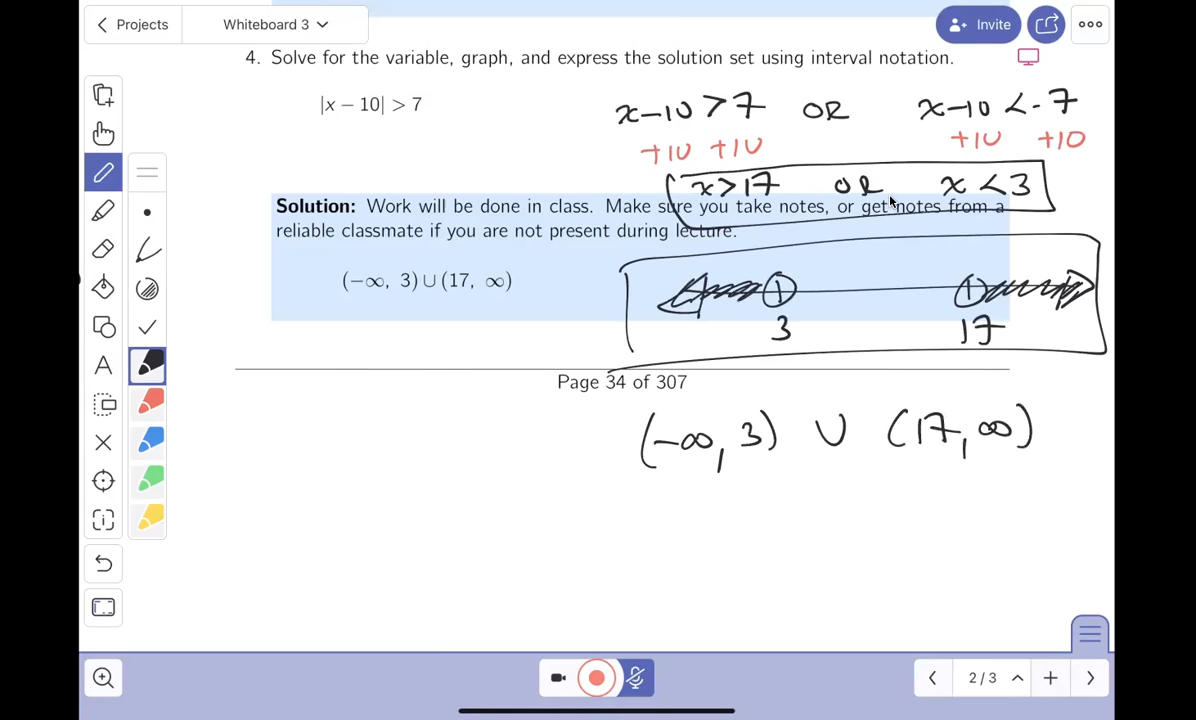 Projects
Whiteboard 3
Invite
4. Solve for the variable, graph, and express the solution set using interval notation.
|x − 10| > 7
x-10 > 7 OR x-10 < -7
+10 +10 +10 +10
x > 17 OR x < 3
Solution: Work will be done in class. Make sure you take notes, or get notes from a
reliable classmate if you are not present during lecture.
(−∞, 3) ∪ (17, ∞)
3 17
Page 34 of 307
(-∞, 3) ∪ (17, ∞)
A
2 / 3